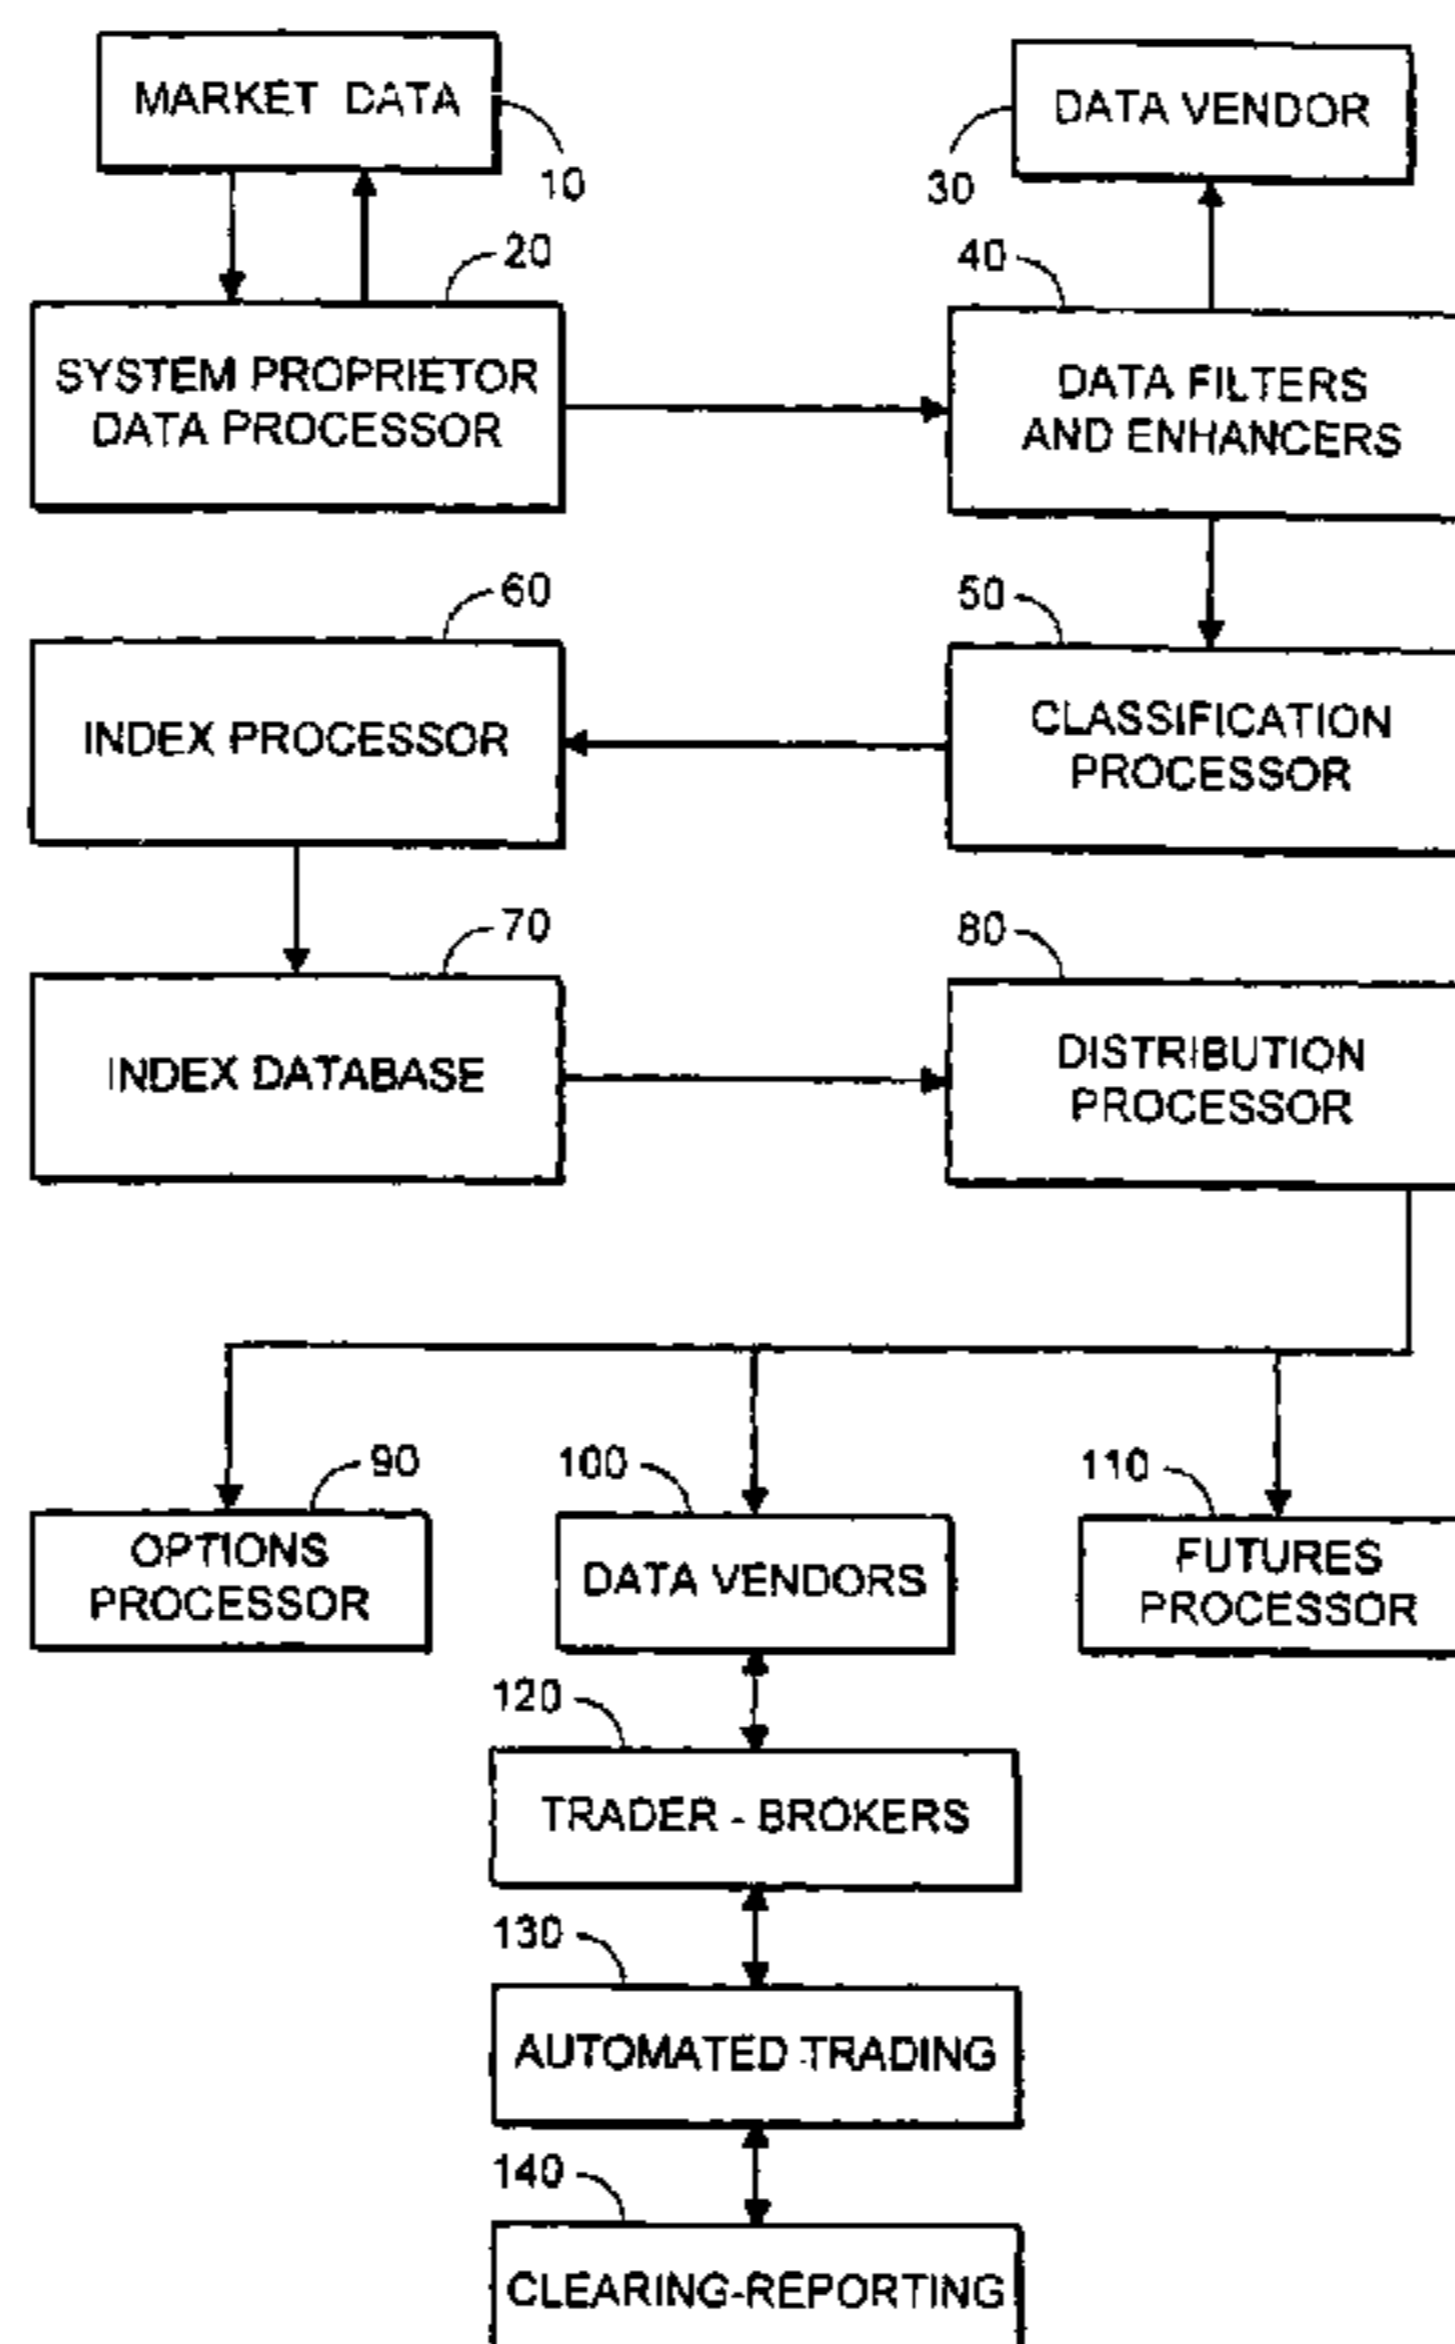 MARKET DATA
10
DATA VENDOR
30
20
SYSTEM PROPRIETOR
DATA PROCESSOR
40
DATA FILTERS
AND ENHANCERS
60
INDEX PROCESSOR
50
CLASSIFICATION
PROCESSOR
70
INDEX DATABASE
80
DISTRIBUTION
PROCESSOR
90
OPTIONS
PROCESSOR
100
DATA VENDORS
110
FUTURES
PROCESSOR
120
TRADER - BROKERS
130
AUTOMATED TRADING
140
CLEARING-REPORTING